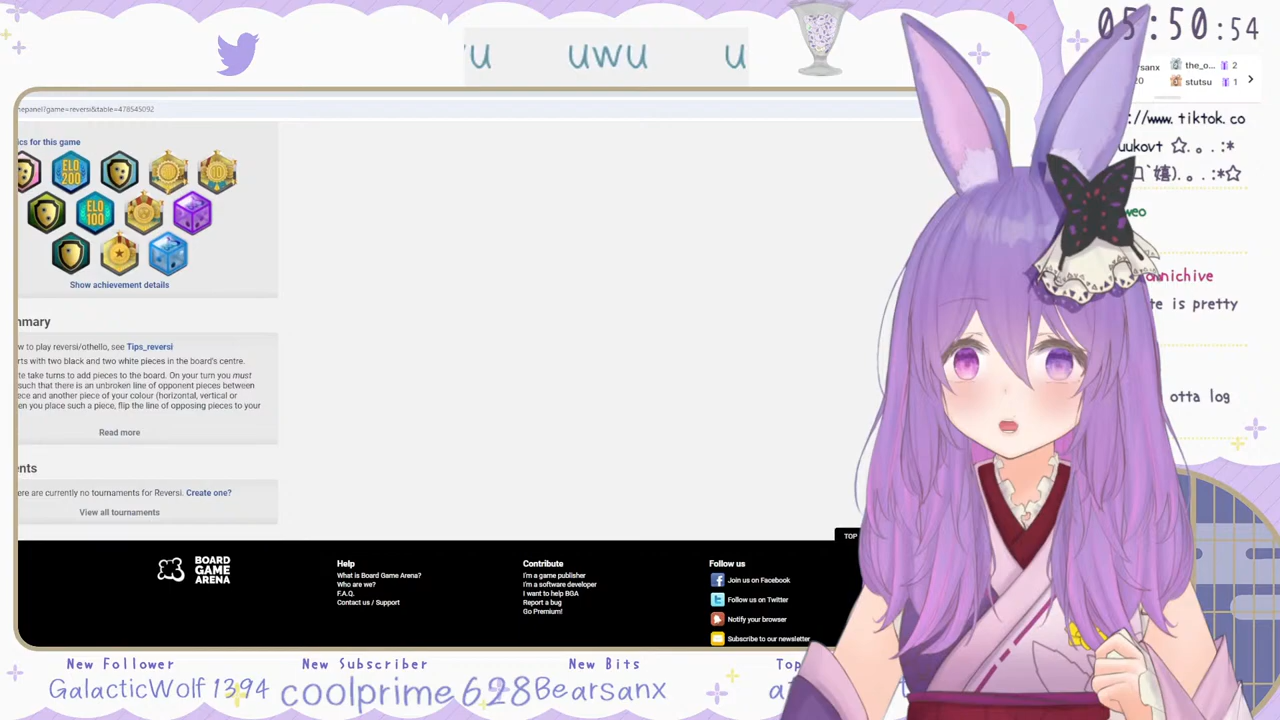 uwu
05:50:54
the_o... 2
stutsu 1
mepanel?game=reversi&table=478545092
://www.tiktok.co
ics for this game
ELO 200
ELO 100
Show achievement details
mmary
w to play reversi/othello, see Tips_reversi
rts with two black and two white pieces in the board's centre.
te take turns to add pieces to the board. On your turn you must
such that there is an unbroken line of opponent pieces between
ece and another piece of your colour (horizontal, vertical or
en you place such a piece, flip the line of opposing pieces to your
Read more
ents
ere are currently no tournaments for Reversi. Create one?
View all tournaments
te is pretty
otta log
TOP
BOARD
GAME
ARENA
Help
What is Board Game Arena?
Who are we?
F.A.Q.
Contact us / Support
Contribute
I'm a game publisher
I'm a software developer
I want to help BGA
Report a bug
Go Premium!
Follow us
Join us on Facebook
Follow us on Twitter
Notify your browser
Subscribe to our newsletter
New Follower
New Subscriber
New Bits
Top
GalacticWolf1394
coolprime628
Bearsanx